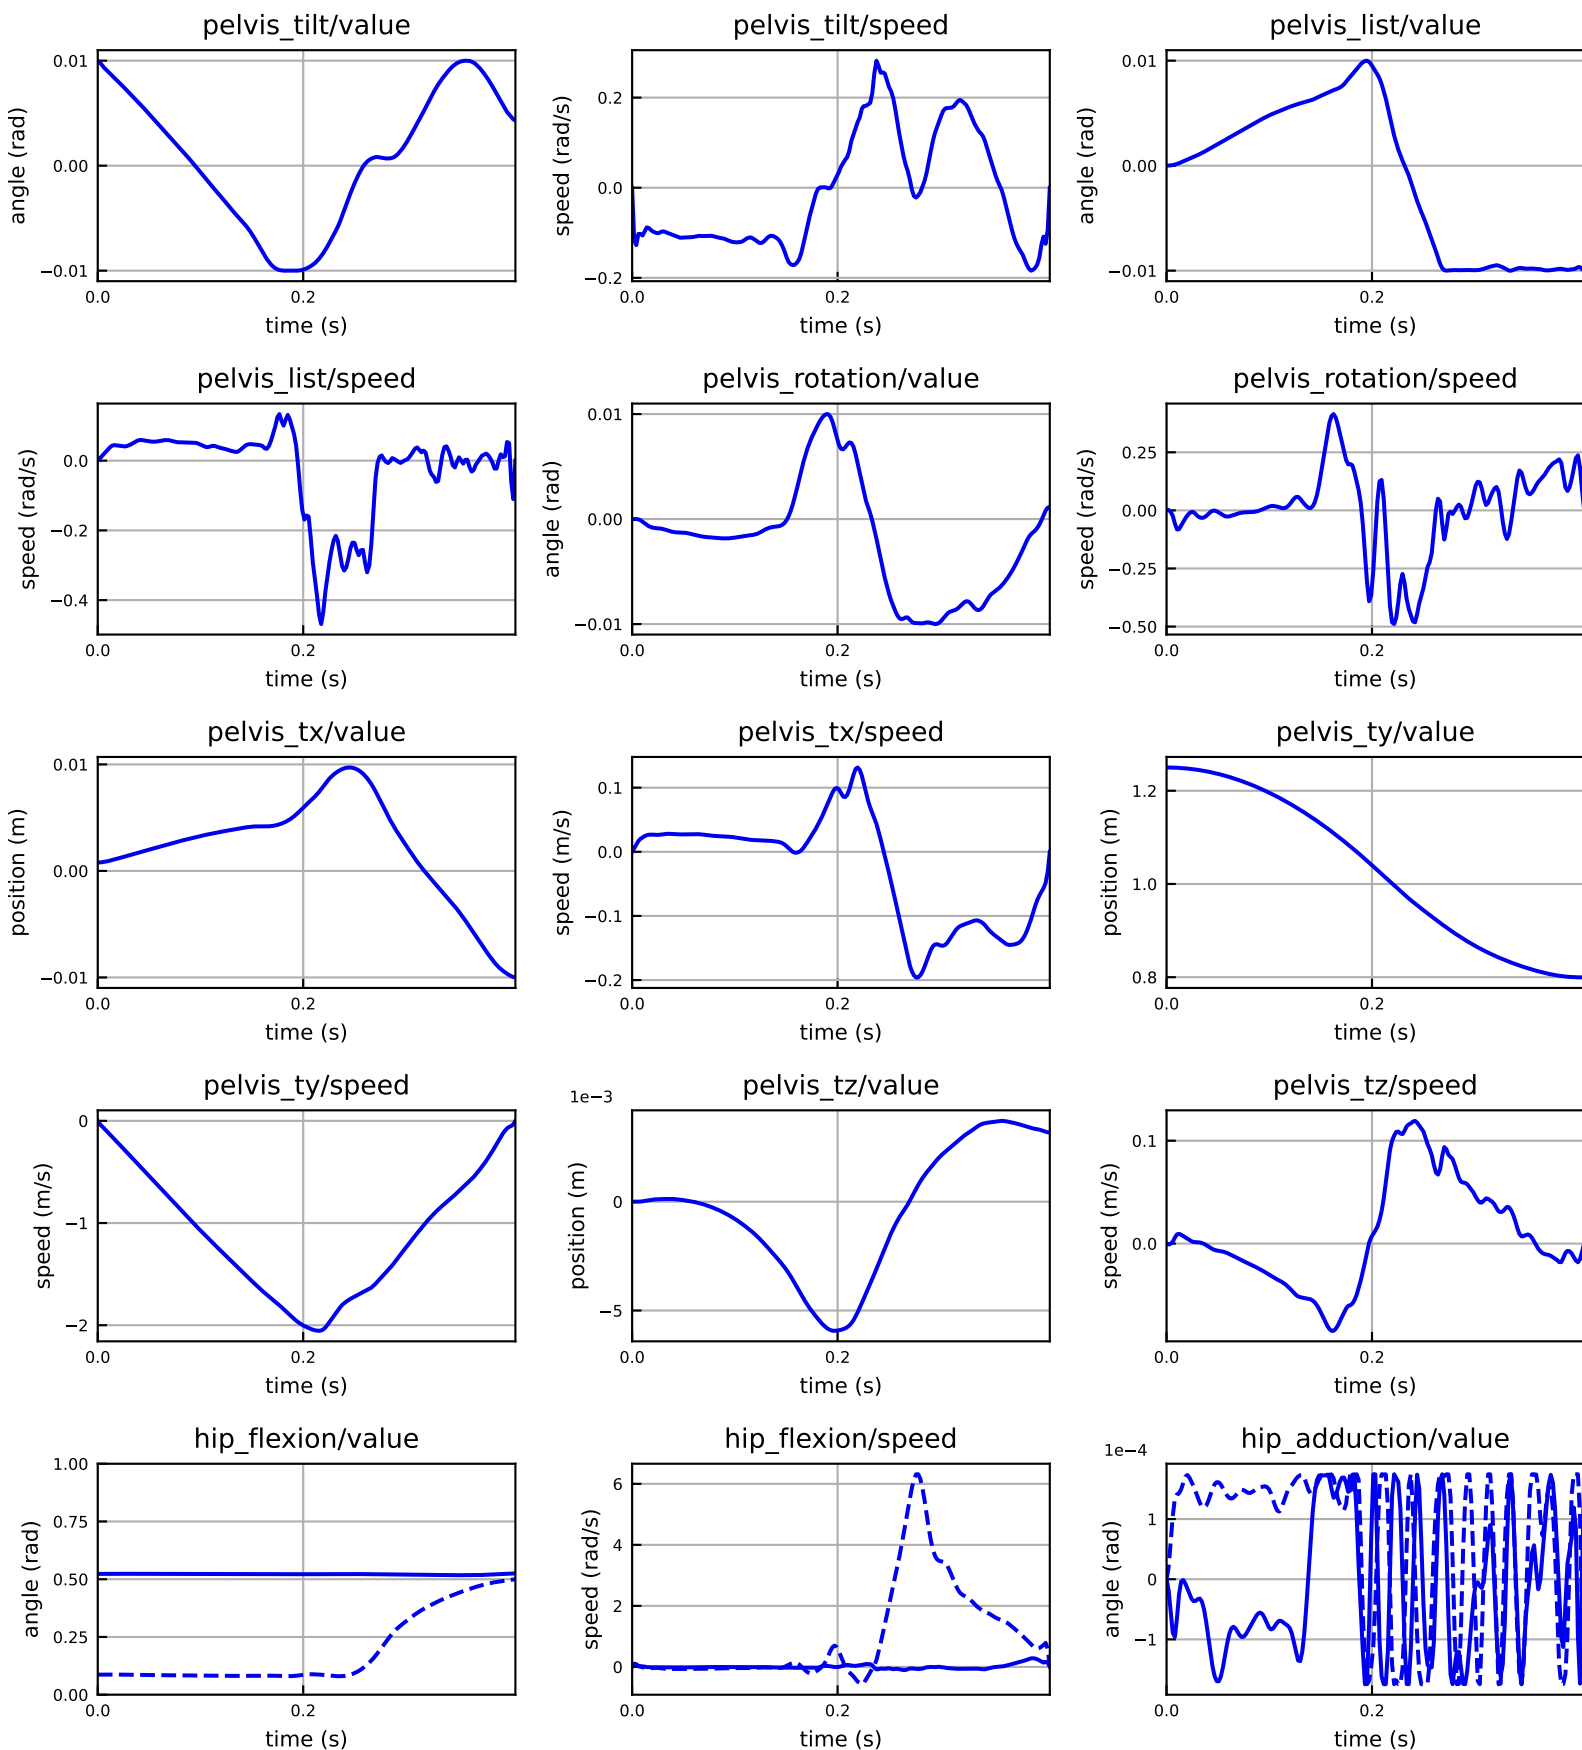 pelvis_tilt/value
0.01
0.00
−0.01
angle (rad)
0.0
0.2
time (s)
pelvis_tilt/speed
0.2
0.0
−0.2
speed (rad/s)
0.0
0.2
time (s)
pelvis_list/value
0.01
0.00
−0.01
angle (rad)
0.0
0.2
time (s)
pelvis_list/speed
0.0
−0.2
−0.4
speed (rad/s)
0.0
0.2
time (s)
pelvis_rotation/value
0.01
0.00
−0.01
angle (rad)
0.0
0.2
time (s)
pelvis_rotation/speed
0.25
0.00
−0.25
−0.50
speed (rad/s)
0.0
0.2
time (s)
pelvis_tx/value
0.01
0.00
−0.01
position (m)
0.0
0.2
time (s)
pelvis_tx/speed
0.1
0.0
−0.1
−0.2
speed (m/s)
0.0
0.2
time (s)
pelvis_ty/value
1.2
1.0
0.8
position (m)
0.0
0.2
time (s)
pelvis_ty/speed
0
−1
−2
speed (m/s)
0.0
0.2
time (s)
pelvis_tz/value
1e−3
0
−5
position (m)
0.0
0.2
time (s)
pelvis_tz/speed
0.1
0.0
speed (m/s)
0.0
0.2
time (s)
hip_flexion/value
1.00
0.75
0.50
0.25
0.00
angle (rad)
0.0
0.2
time (s)
hip_flexion/speed
6
4
2
0
speed (rad/s)
0.0
0.2
time (s)
hip_adduction/value
1e−4
1
0
−1
angle (rad)
0.0
0.2
time (s)